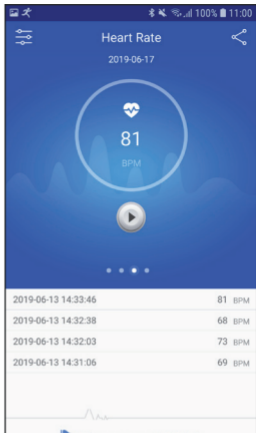 100% 11:00
Heart Rate
2019-06-17
81
BPM
2019-06-13 14:33:46 81 BPM
2019-06-13 14:32:38 68 BPM
2019-06-13 14:32:03 73 BPM
2019-06-13 14:31:06 69 BPM